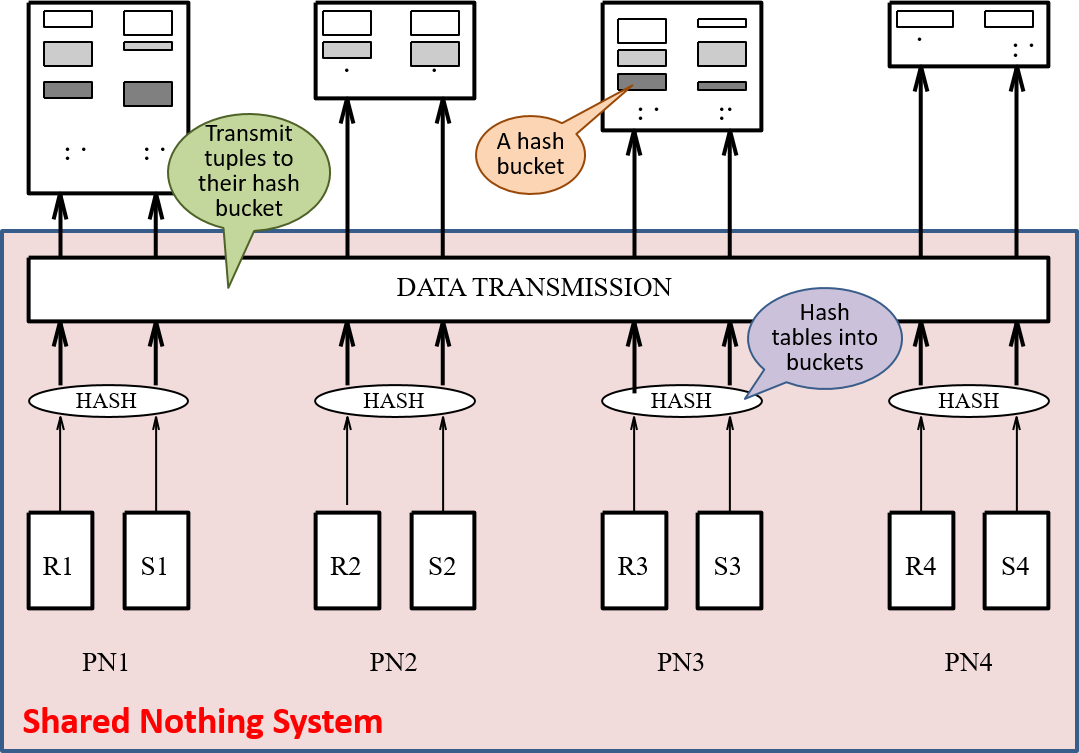 Transmit
tuples to
their hash
bucket
A hash
bucket
DATA TRANSMISSION
Hash
tables into
buckets
HASH
HASH
HASH
HASH
R1
S1
R2
S2
R3
S3
R4
S4
PN1
PN2
PN3
PN4
Shared Nothing System